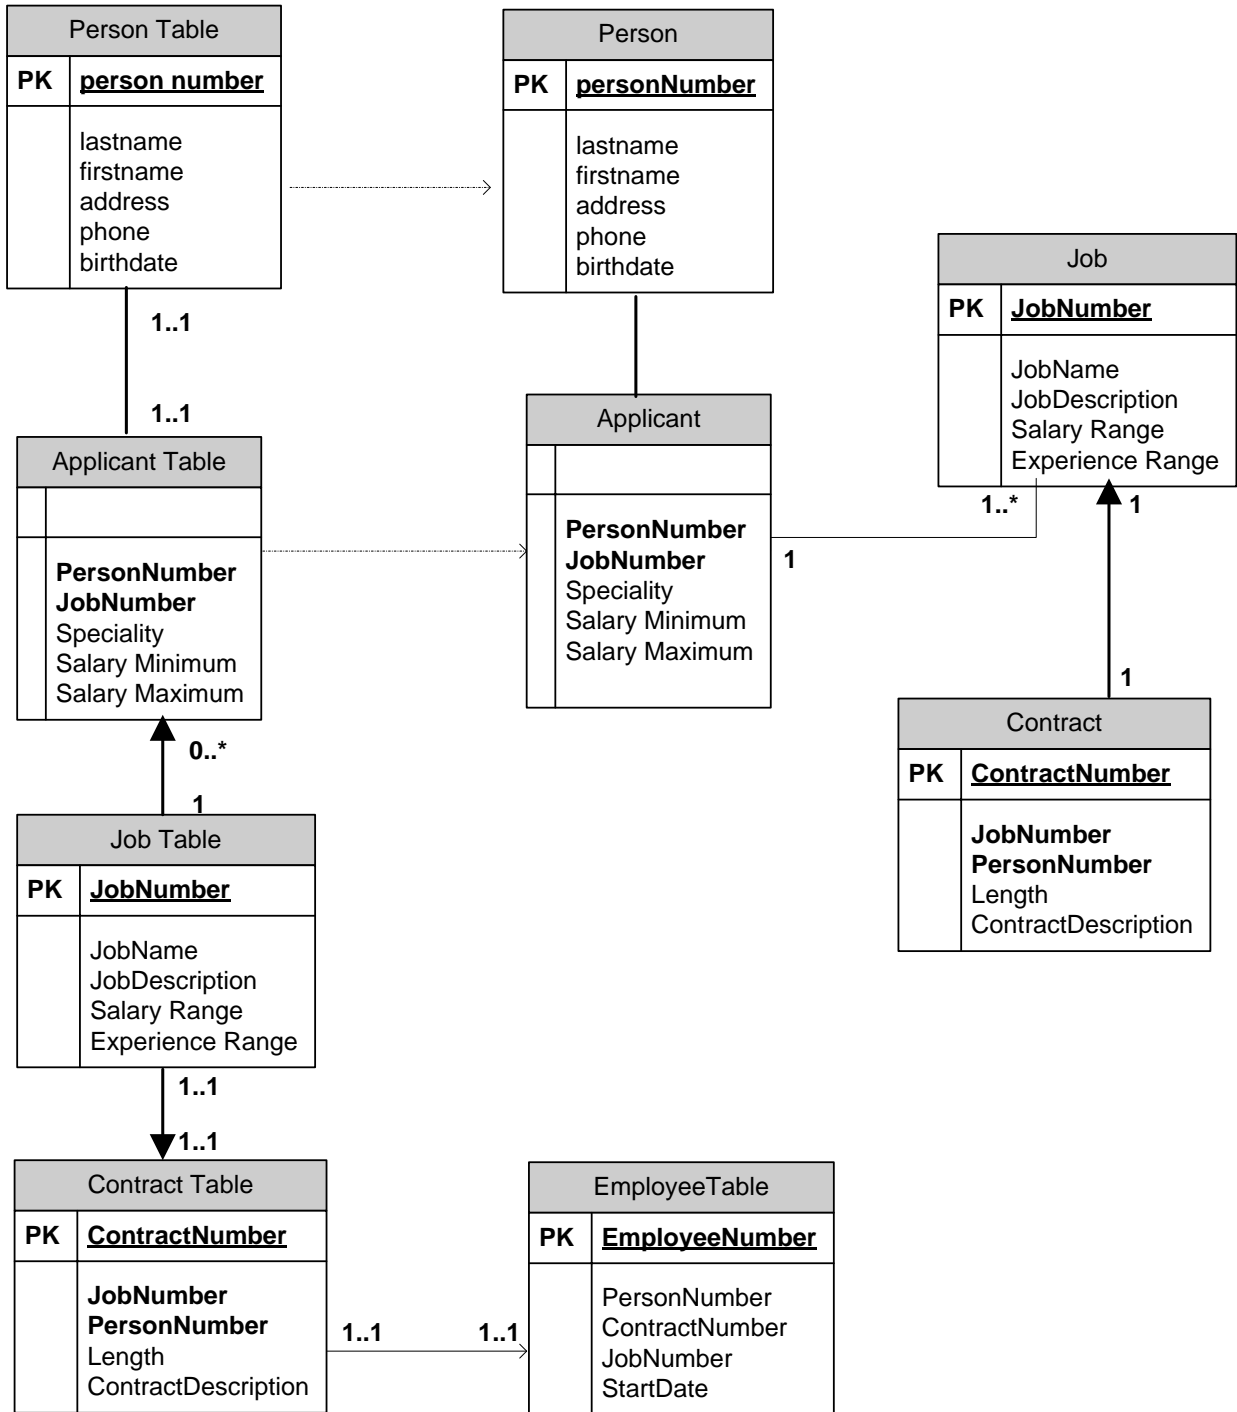 Person Table
PK person number
lastname
firstname
address
phone
birthdate
1..1
1..1
Person
PK personNumber
lastname
firstname
address
phone
birthdate
Job
PK JobNumber
JobName
JobDescription
Salary Range
Experience Range
1..*
1
Applicant Table
PersonNumber
JobNumber
Speciality
Salary Minimum
Salary Maximum
0..*
1
Applicant
PersonNumber
JobNumber
Speciality
Salary Minimum
Salary Maximum
1
1
Contract
PK ContractNumber
JobNumber
PersonNumber
Length
ContractDescription
Job Table
PK JobNumber
JobName
JobDescription
Salary Range
Experience Range
1..1
1..1
Contract Table
PK ContractNumber
JobNumber
PersonNumber
Length
ContractDescription
1..1
1..1
EmployeeTable
PK EmployeeNumber
PersonNumber
ContractNumber
JobNumber
StartDate